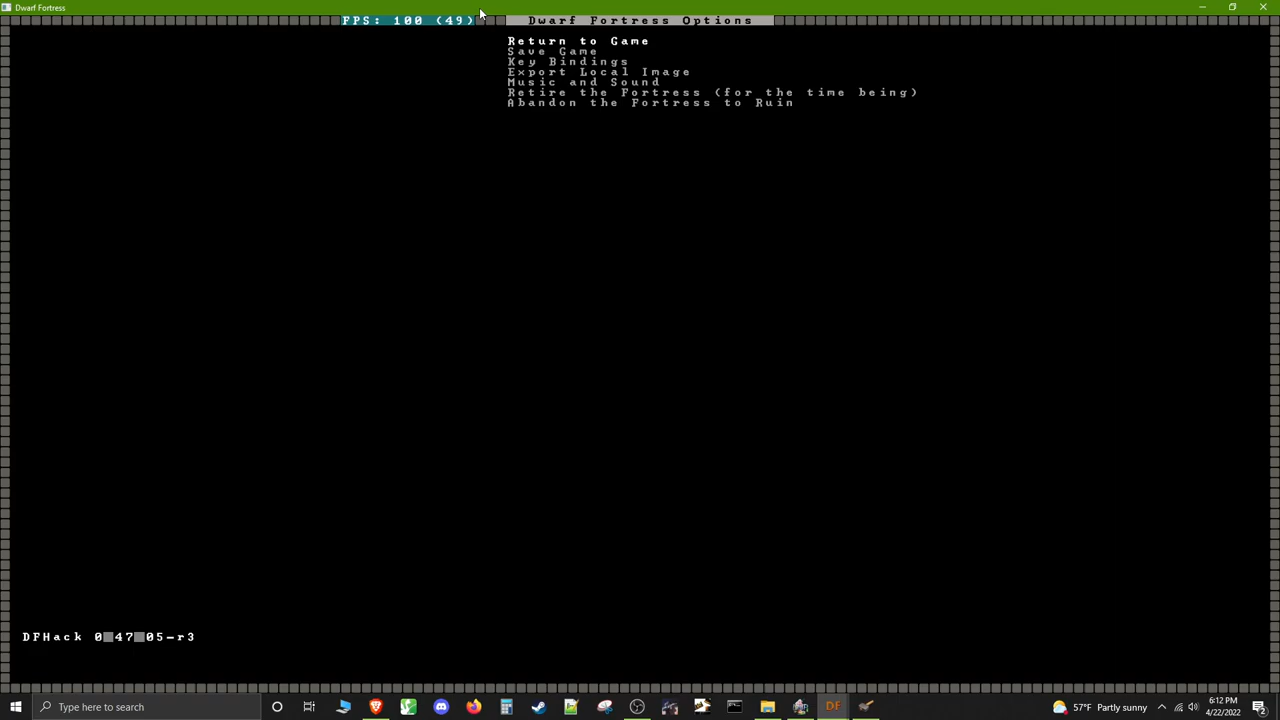 Dwarf Fortress
FPS: 100 (49)
Dwarf Fortress Options
Return to Game
Save Game
Key Bindings
Export Local Image
Music and Sound
Retire the Fortress (for the time being)
Abandon the Fortress to Ruin
DFHack 0▒47▒05-r3
Type here to search
DF
57°F Partly sunny
6:12 PM
4/22/2022
2